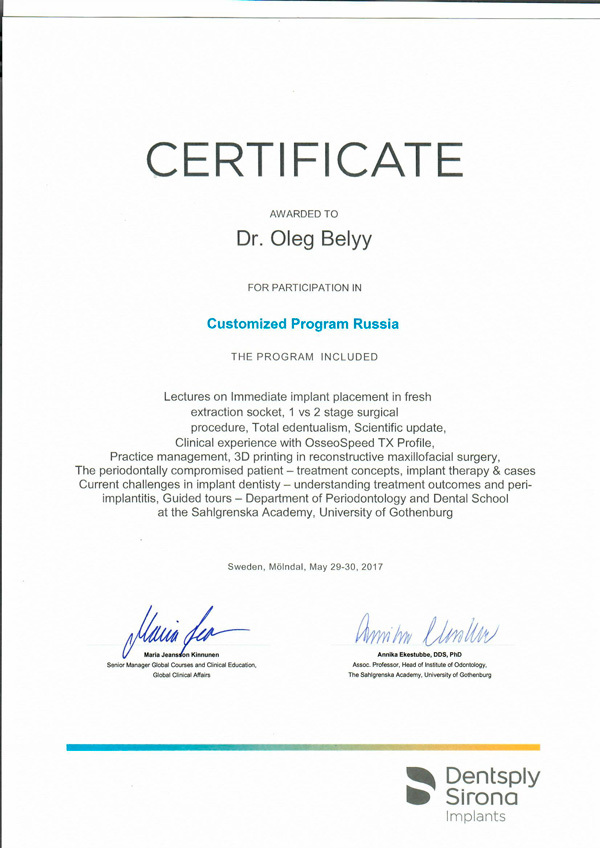 CERTIFICATE
AWARDED TO
Dr. Oleg Belyy
FOR PARTICIPATION IN
Customized Program Russia
THE PROGRAM INCLUDED
Lectures on Immediate implant placement in fresh
extraction socket, 1 vs 2 stage surgical
procedure, Total edentualism, Scientific update,
Clinical experience with OsseoSpeed TX Profile,
Practice management, 3D printing in reconstructive maxillofacial surgery,
The periodontally compromised patient – treatment concepts, implant therapy & cases
Current challenges in implant dentisty – understanding treatment outcomes and peri-
implantitis, Guided tours – Department of Periodontology and Dental School
at the Sahlgrenska Academy, University of Gothenburg
Sweden, Mölndal, May 29-30, 2017
Maria Jeansson Kinnunen
Senior Manager Global Courses and Clinical Education,
Global Clinical Affairs
Annika Ekestubbe, DDS, PhD
Assoc. Professor, Head of Institute of Odontology,
The Sahlgrenska Academy, University of Gothenburg
Dentsply
Sirona
Implants